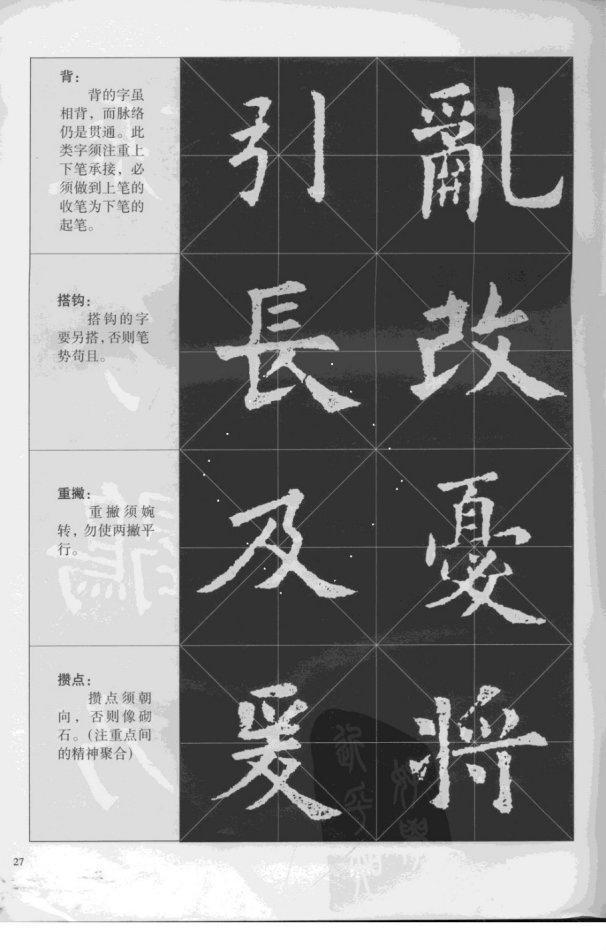 背：
背的字虽
相背，而脉络
仍是贯通。此
类字须注重上
下笔承接，必
须做到上笔的
收笔为下笔的
起笔。
引 亂
搭钩：
搭钩的字
要另搭，否则笔
势苟且。
長 改
重撇：
重撇须婉
转，勿使两撇平
行。
及 憂
攒点：
攒点须朝
向，否则像砌
石。(注重点间
的精神聚合)
爰 将
27